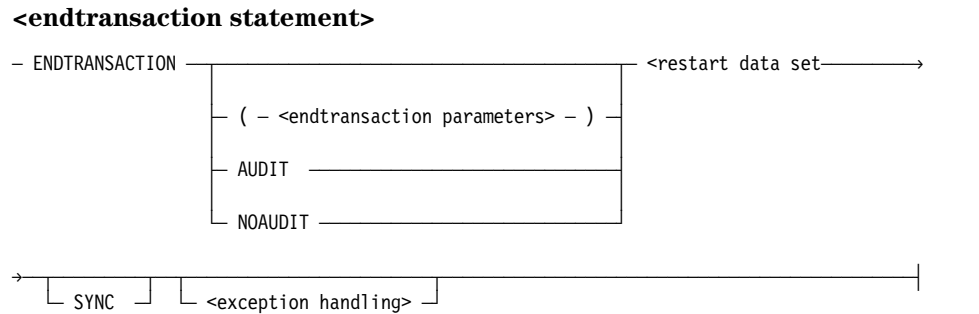 <endtransaction statement>
ENDTRANSACTION <restart data set
( <endtransaction parameters> )
AUDIT
NOAUDIT
SYNC <exception handling>